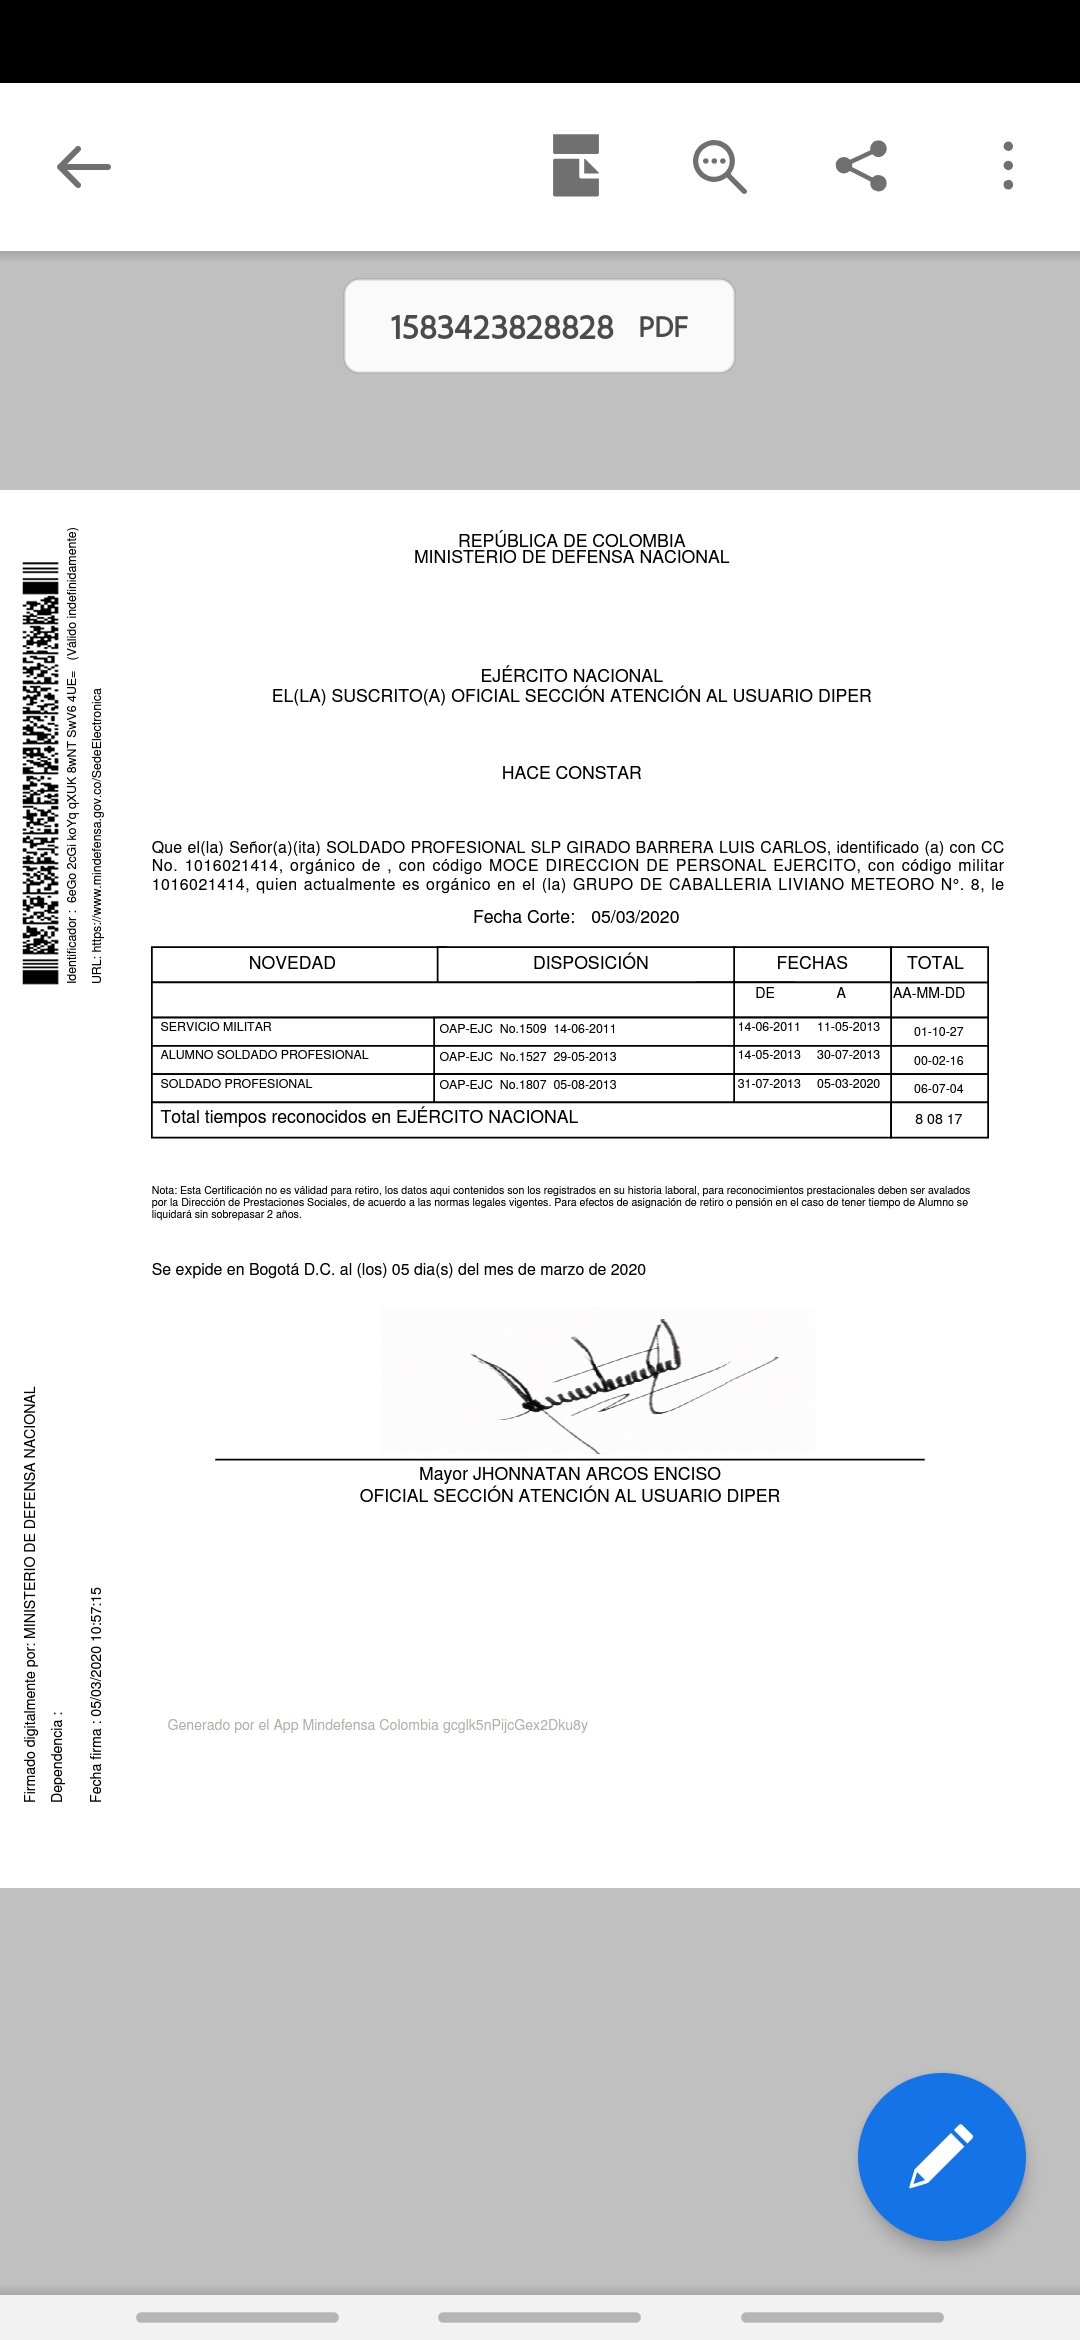 1583423828828 PDF
REPÚBLICA DE COLOMBIA
MINISTERIO DE DEFENSA NACIONAL
Identificador : 6eGo 2cGi koYq qXUK 8wNT SwV6 4UE= (Válido indefinidamente)
URL: https://www.mindefensa.gov.co/SedeElectronica
EJÉRCITO NACIONAL
EL(LA) SUSCRITO(A) OFICIAL SECCIÓN ATENCIÓN AL USUARIO DIPER
HACE CONSTAR
Que el(la) Señor(a)(ita) SOLDADO PROFESIONAL SLP GIRADO BARRERA LUIS CARLOS, identificado (a) con CC
No. 1016021414, orgánico de , con código MOCE DIRECCION DE PERSONAL EJERCITO, con código militar
1016021414, quien actualmente es orgánico en el (la) GRUPO DE CABALLERIA LIVIANO METEORO N°. 8, le
Fecha Corte: 05/03/2020
NOVEDAD DISPOSICIÓN FECHAS TOTAL
DE A AA-MM-DD
SERVICIO MILITAR OAP-EJC No.1509 14-06-2011 14-06-2011 11-05-2013 01-10-27
ALUMNO SOLDADO PROFESIONAL OAP-EJC No.1527 29-05-2013 14-05-2013 30-07-2013 00-02-16
SOLDADO PROFESIONAL OAP-EJC No.1807 05-08-2013 31-07-2013 05-03-2020 06-07-04
Total tiempos reconocidos en EJÉRCITO NACIONAL 8 08 17
Nota: Esta Certificación no es válidad para retiro, los datos aqui contenidos son los registrados en su historia laboral, para reconocimientos prestacionales deben ser avalados
por la Dirección de Prestaciones Sociales, de acuerdo a las normas legales vigentes. Para efectos de asignación de retiro o pensión en el caso de tener tiempo de Alumno se
liquidará sin sobrepasar 2 años.
Se expide en Bogotá D.C. al (los) 05 dia(s) del mes de marzo de 2020
Mayor JHONNATAN ARCOS ENCISO
OFICIAL SECCIÓN ATENCIÓN AL USUARIO DIPER
Firmado digitalmente por: MINISTERIO DE DEFENSA NACIONAL
Dependencia :
Fecha firma : 05/03/2020 10:57:15
Generado por el App Mindefensa Colombia gcglk5nPijcGex2Dku8y